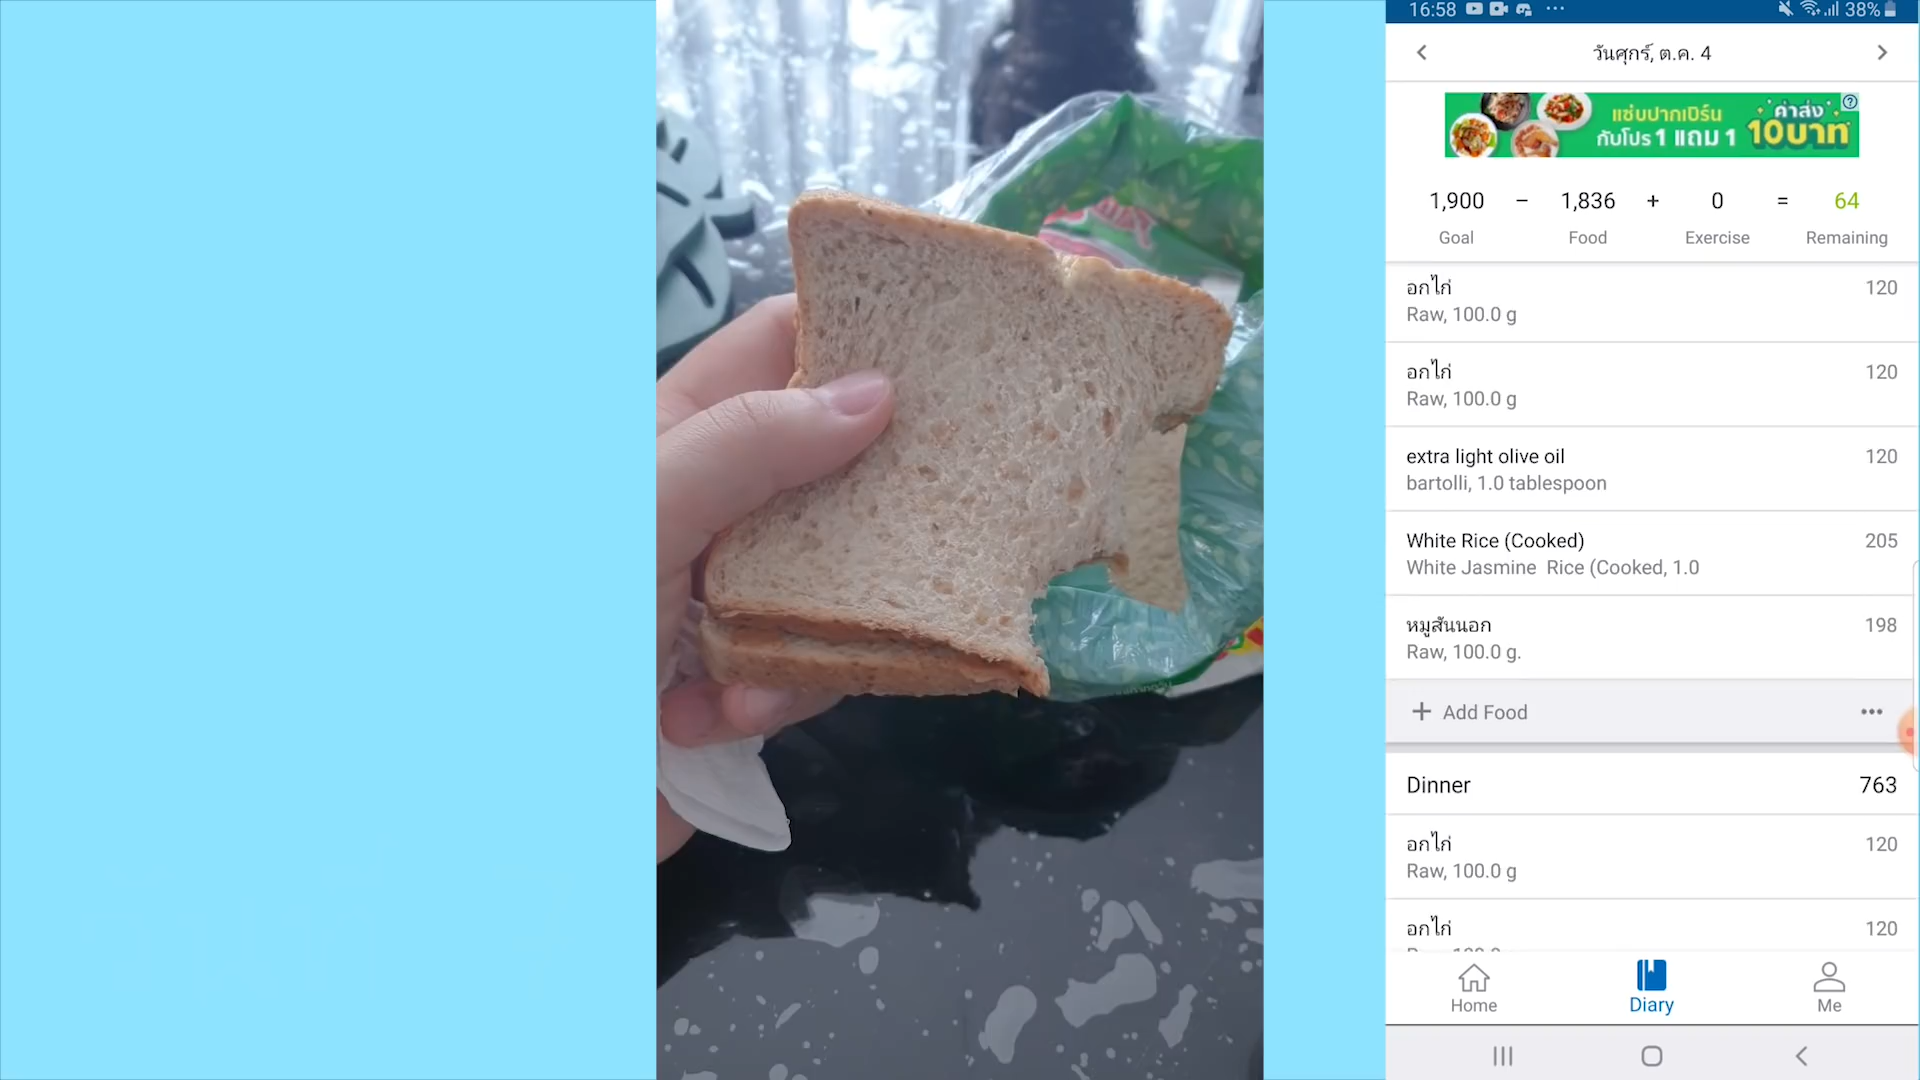 16:58
38%
วันศุกร์, ต.ค. 4
แซ่บปากเปิร์น
กับโปร 1 แถม 1
ค่าส่ง
10บาท
1,900 − 1,836 + 0 = 64
Goal Food Exercise Remaining
อกไก่ 120
Raw, 100.0 g
อกไก่ 120
Raw, 100.0 g
extra light olive oil 120
bartolli, 1.0 tablespoon
White Rice (Cooked) 205
White Jasmine Rice (Cooked, 1.0
หมูสันนอก 198
Raw, 100.0 g.
+ Add Food
Dinner 763
อกไก่ 120
Raw, 100.0 g
อกไก่ 120
Home Diary Me